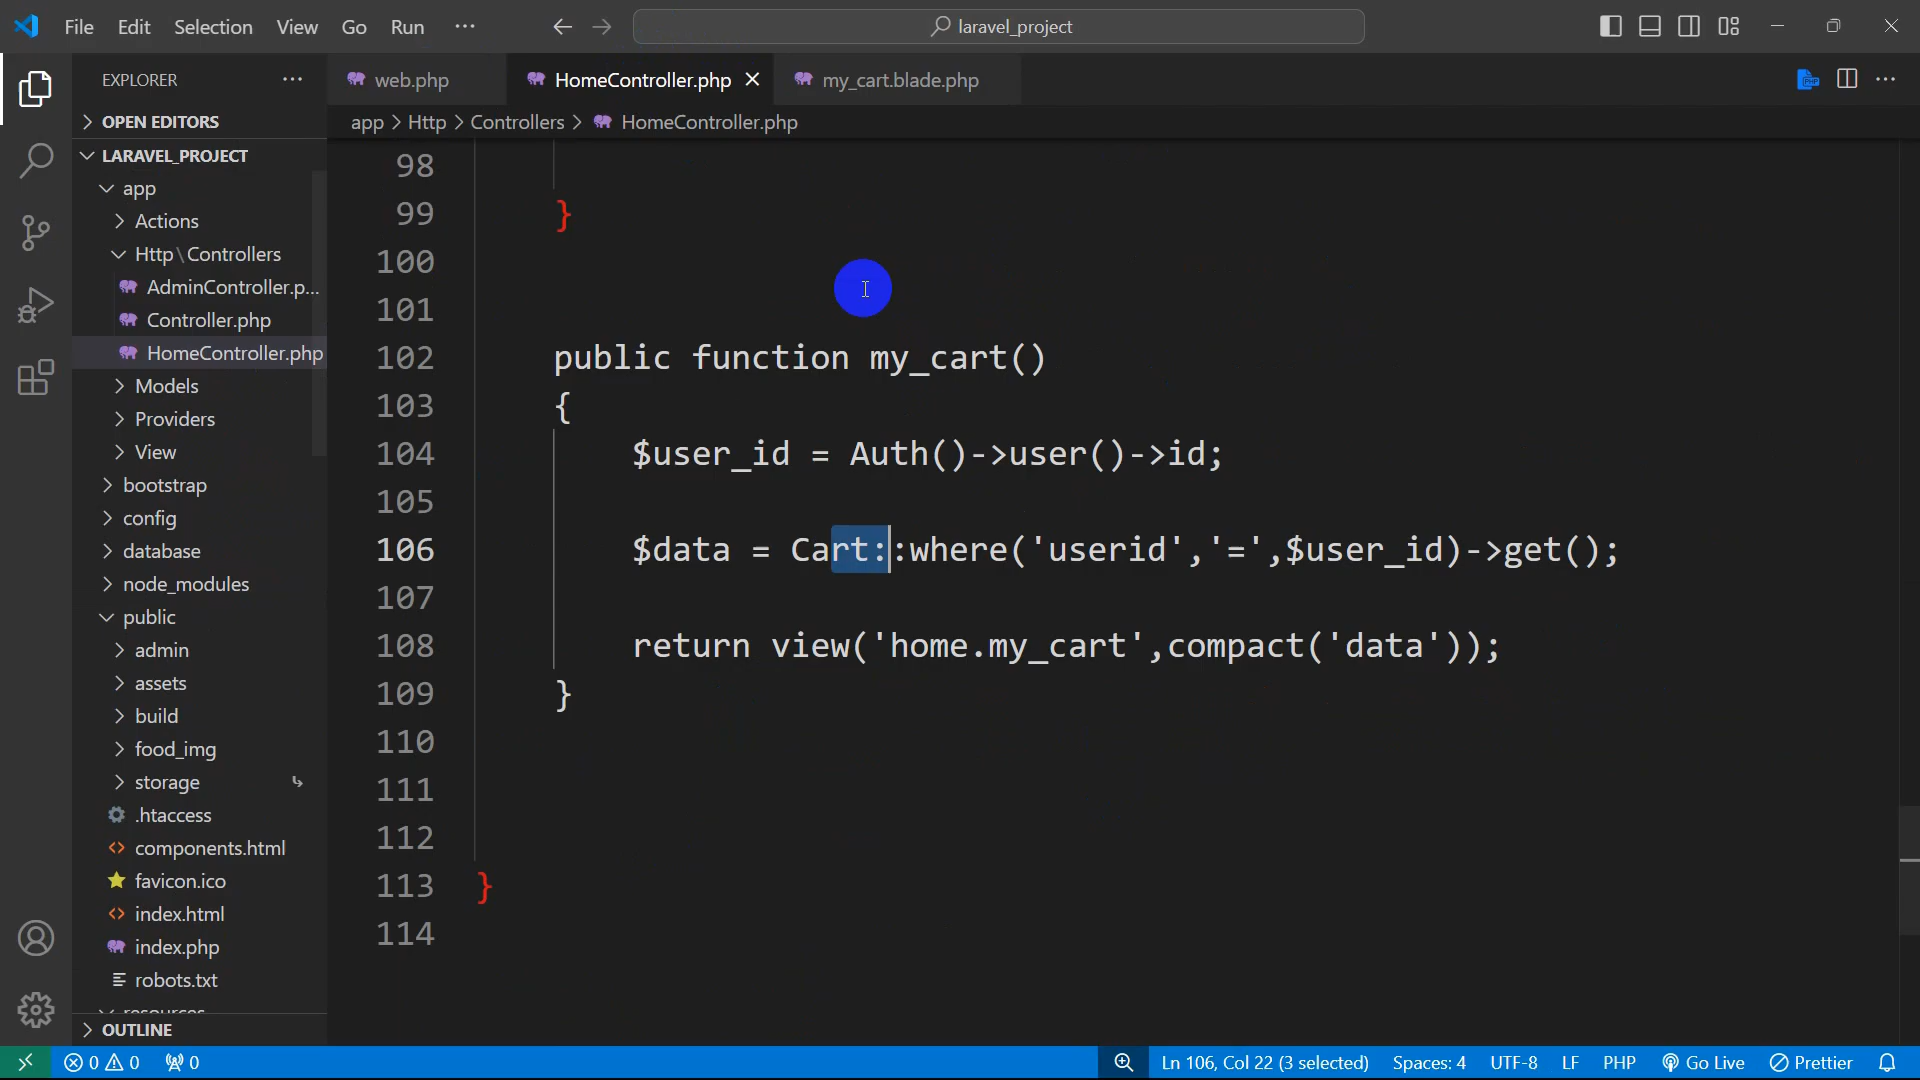 File Edit Selection View Go Run ··· laravel_project
EXPLORER ···
OPEN EDITORS
LARAVEL_PROJECT
app
Actions
Http\Controllers
AdminController.p...
Controller.php
HomeController.php
Models
Providers
View
bootstrap
config
database
node_modules
public
admin
assets
build
food_img
storage
.htaccess
components.html
favicon.ico
index.html
index.php
robots.txt
resources
OUTLINE
web.php HomeController.php my_cart.blade.php
app > Http > Controllers > HomeController.php
98
99 }
100
101
102 public function my_cart()
103 {
104 $user_id = Auth()->user()->id;
105
106 $data = Cart::where('userid','=',$user_id)->get();
107
108 return view('home.my_cart',compact('data'));
109 }
110
111
112
113 }
114
0 0 0 Ln 106, Col 22 (3 selected) Spaces: 4 UTF-8 LF PHP Go Live Prettier